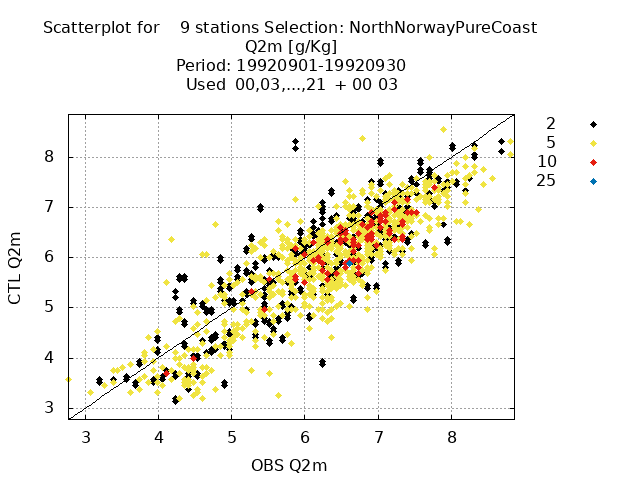 Scatterplot for 9 stations Selection: NorthNorwayPureCoast
Q2m [g/Kg]
Period: 19920901-19920930
Used 00,03,...,21 + 00 03
2
5
10
25
8
7
6
5
4
3
CTL Q2m
3 4 5 6 7 8
OBS Q2m